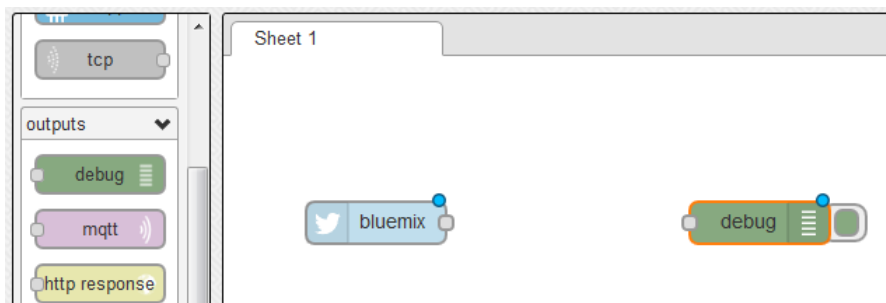 tcp
outputs
debug
mqtt
http response
Sheet 1
bluemix
debug